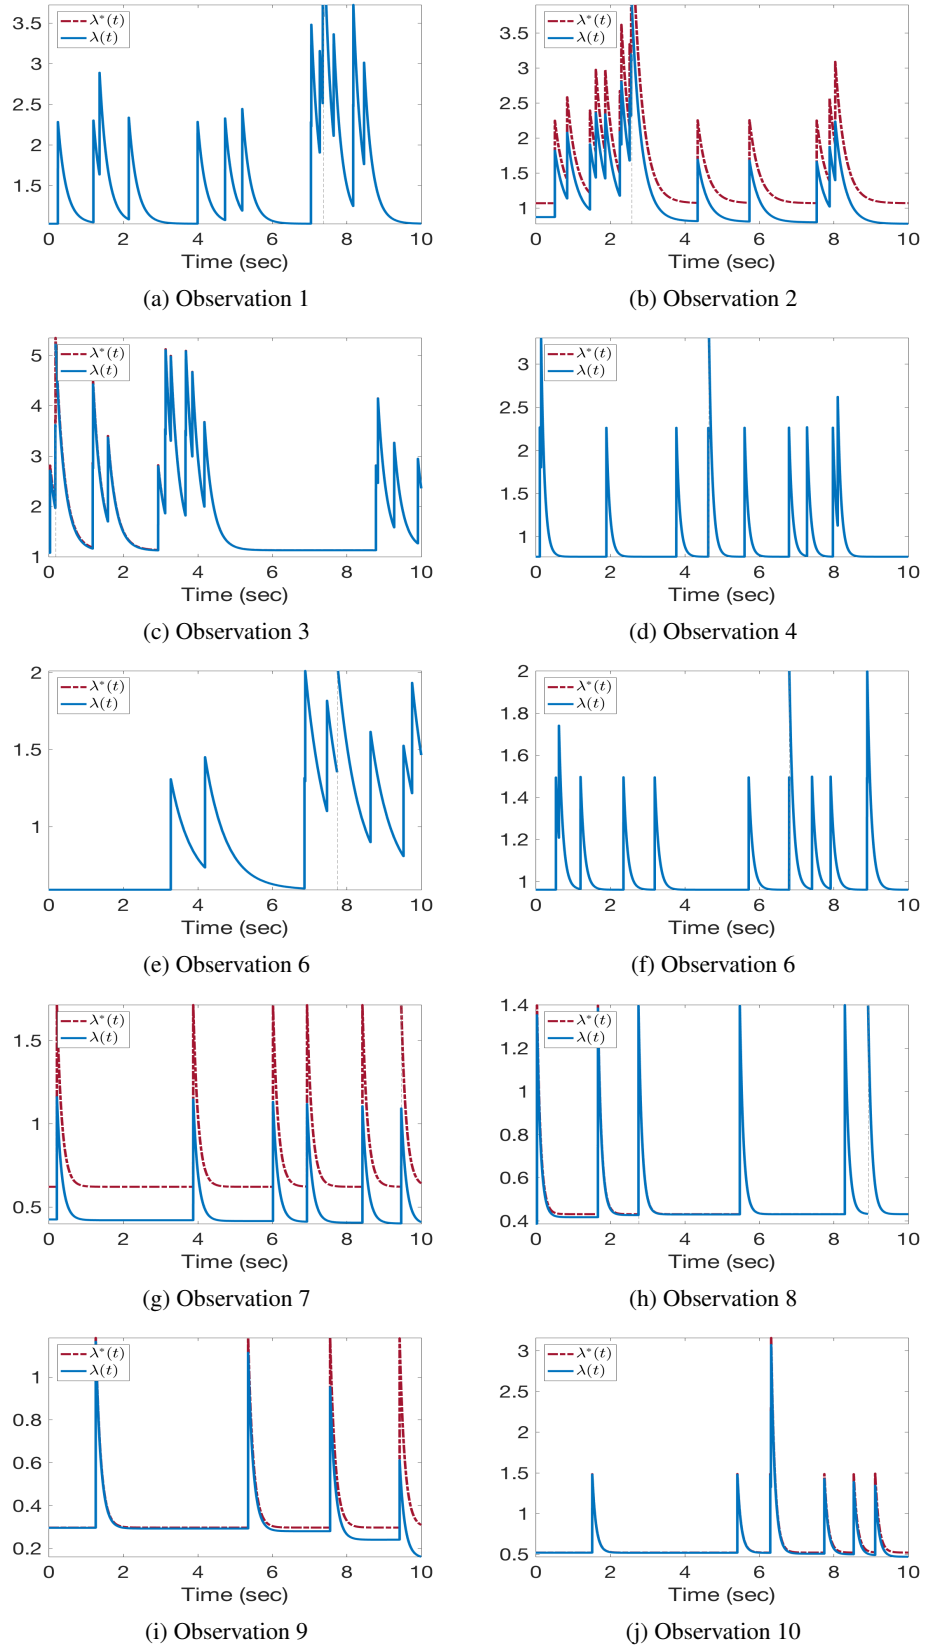 3.5
3
2.5
2
1.5
λ*(t)
λ(t)
0 2 4 6 8 10
Time (sec)
(a) Observation 1
3.5
3
2.5
2
1.5
1
λ*(t)
λ(t)
0 2 4 6 8 10
Time (sec)
(b) Observation 2
5
4
3
2
1
λ*(t)
λ(t)
0 2 4 6 8 10
Time (sec)
(c) Observation 3
3
2.5
2
1.5
1
λ*(t)
λ(t)
0 2 4 6 8 10
Time (sec)
(d) Observation 4
2
1.5
1
λ*(t)
λ(t)
0 2 4 6 8 10
Time (sec)
(e) Observation 6
2
1.8
1.6
1.4
1.2
1
λ*(t)
λ(t)
0 2 4 6 8 10
Time (sec)
(f) Observation 6
1.5
1
0.5
λ*(t)
λ(t)
0 2 4 6 8 10
Time (sec)
(g) Observation 7
1.4
1.2
1
0.8
0.6
0.4
λ*(t)
λ(t)
0 2 4 6 8 10
Time (sec)
(h) Observation 8
1
0.8
0.6
0.4
0.2
λ*(t)
λ(t)
0 2 4 6 8 10
Time (sec)
(i) Observation 9
3
2.5
2
1.5
1
0.5
λ*(t)
λ(t)
0 2 4 6 8 10
Time (sec)
(j) Observation 10